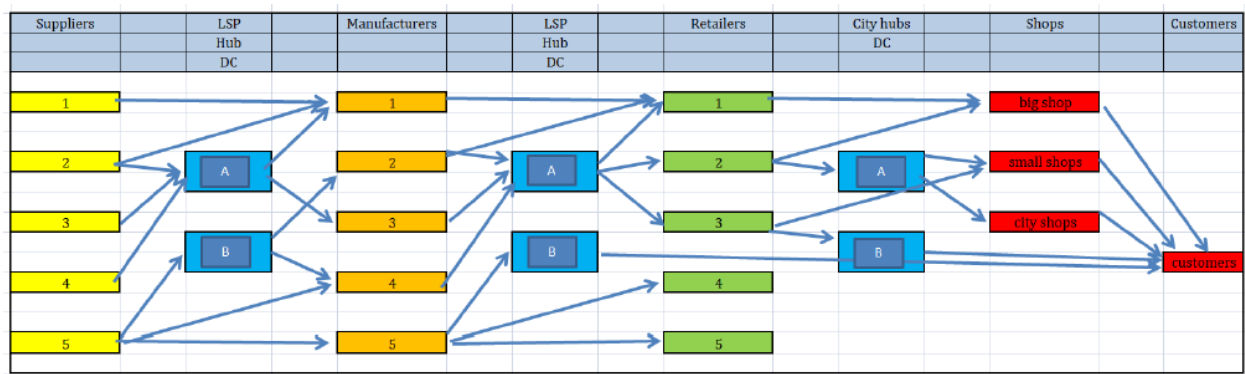 Suppliers LSP Manufacturers LSP Retailers City hubs Shops Customers
Hub Hub DC
DC DC
1 1 1 big shop
2 A 2 A 2 A small shops
3 3 3 city shops
B B B customers
4 4 4
5 5 5